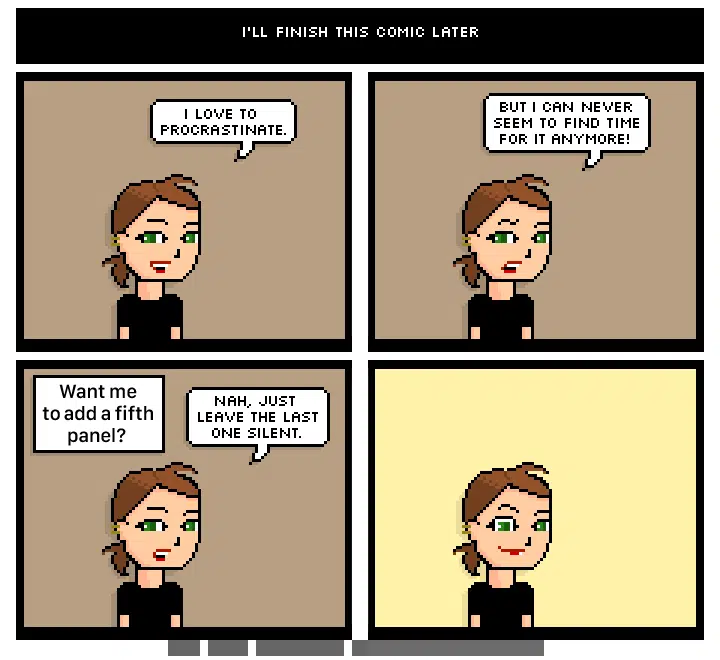 I'LL FINISH THIS COMIC LATER
I LOVE TO
PROCRASTINATE.
BUT I CAN NEVER
SEEM TO FIND TIME
FOR IT ANYMORE!
Want me
to add a fifth
panel?
NAH, JUST
LEAVE THE LAST
ONE SILENT.